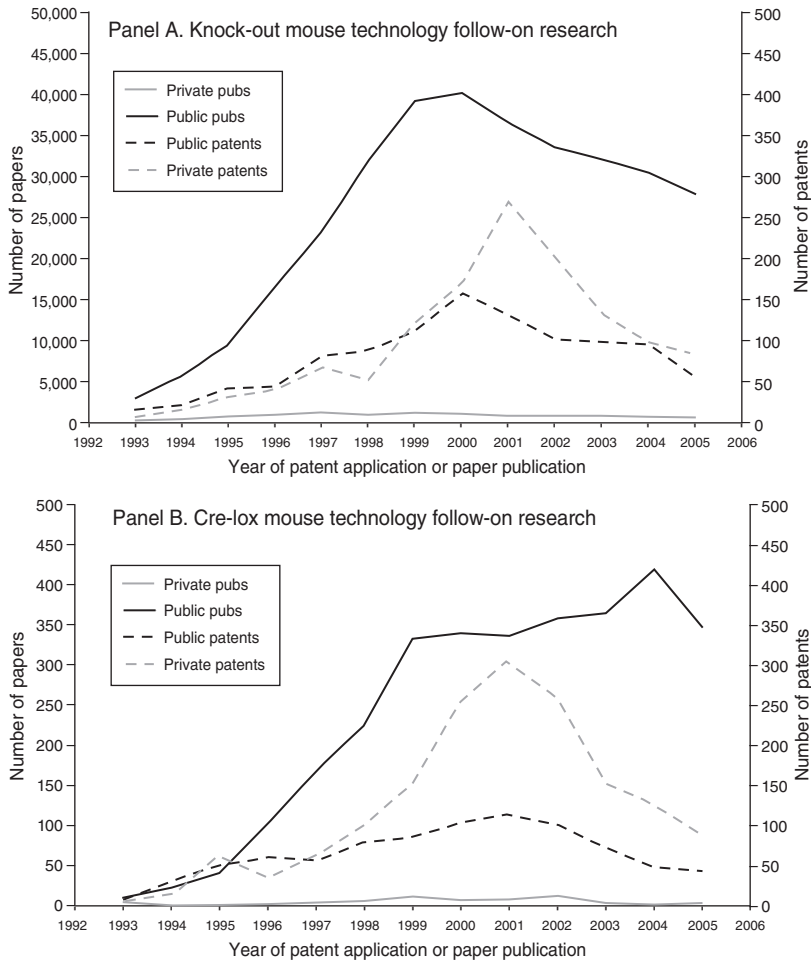 Panel A. Knock-out mouse technology follow-on research
Private pubs
Public pubs
Public patents
Private patents
Number of papers
50,000
45,000
40,000
35,000
30,000
25,000
20,000
15,000
10,000
5,000
0
Number of patents
500
450
400
350
300
250
200
150
100
50
0
1992 1993 1994 1995 1996 1997 1998 1999 2000 2001 2002 2003 2004 2005 2006
Year of patent application or paper publication
Panel B. Cre-lox mouse technology follow-on research
Private pubs
Public pubs
Public patents
Private patents
Number of papers
500
450
400
350
300
250
200
150
100
50
0
Number of patents
500
450
400
350
300
250
200
150
100
50
0
1992 1993 1994 1995 1996 1997 1998 1999 2000 2001 2002 2003 2004 2005 2006
Year of patent application or paper publication